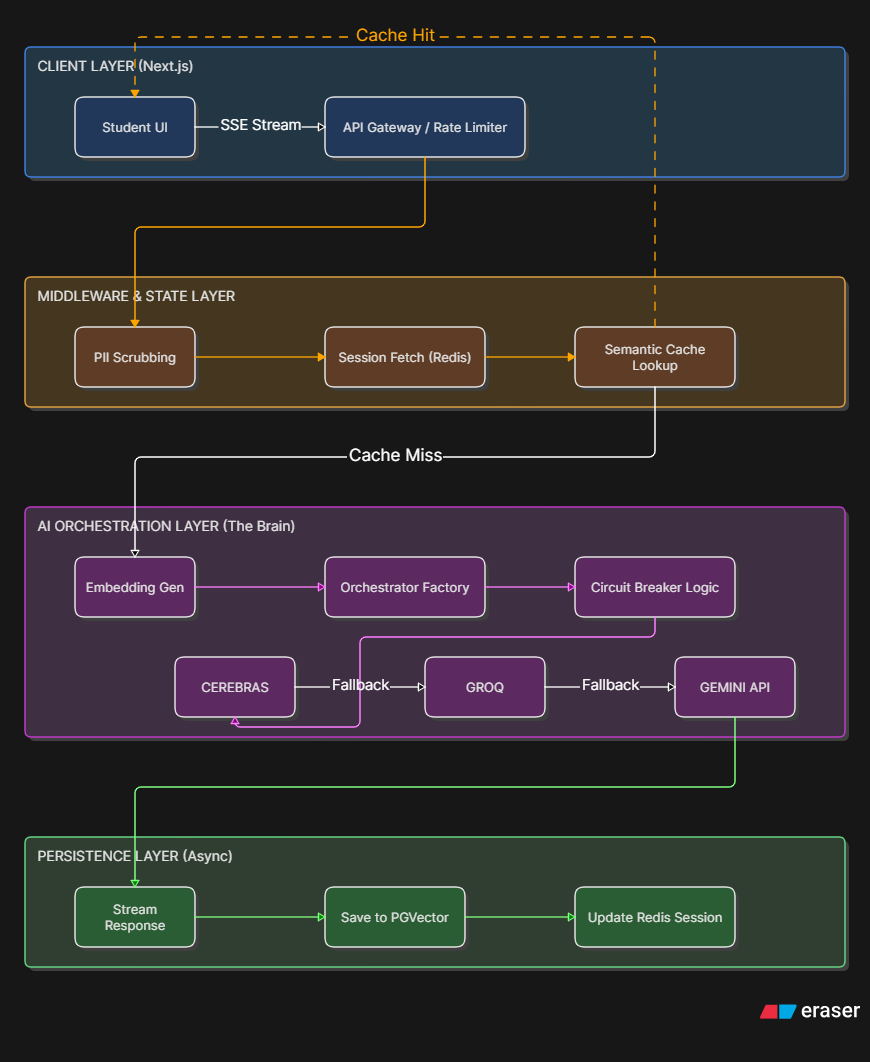 Cache Hit
CLIENT LAYER (Next.js)
Student UI
SSE Stream
API Gateway / Rate Limiter
MIDDLEWARE & STATE LAYER
PII Scrubbing
Session Fetch (Redis)
Semantic Cache
Lookup
Cache Miss
AI ORCHESTRATION LAYER (The Brain)
Embedding Gen
Orchestrator Factory
Circuit Breaker Logic
CEREBRAS
Fallback
GROQ
Fallback
GEMINI API
PERSISTENCE LAYER (Async)
Stream
Response
Save to PGVector
Update Redis Session
eraser